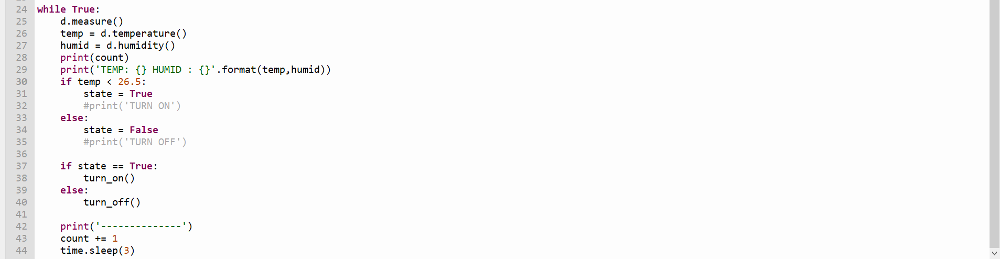 24 while True:
25     d.measure()
26     temp = d.temperature()
27     humid = d.humidity()
28     print(count)
29     print('TEMP: {} HUMID : {}'.format(temp,humid))
30     if temp < 26.5:
31         state = True
32         #print('TURN ON')
33     else:
34         state = False
35         #print('TURN OFF')
36
37     if state == True:
38         turn_on()
39     else:
40         turn_off()
41
42     print('--------------')
43     count += 1
44     time.sleep(3)